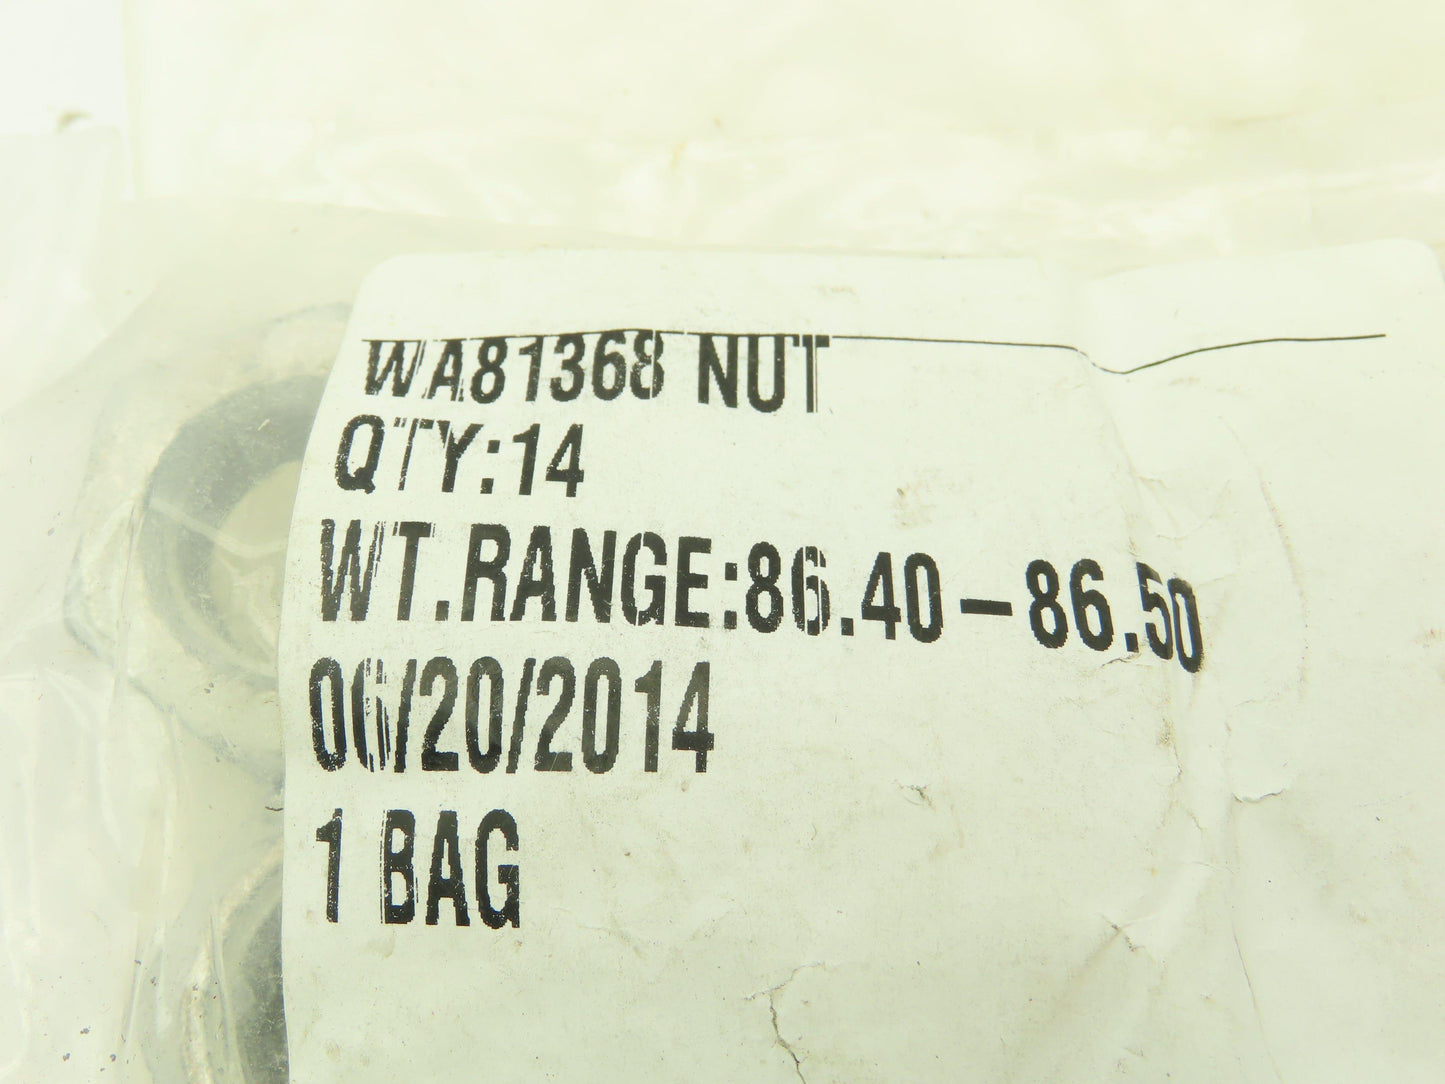 WA81368 NUT
QTY:14
WT.RANGE:86.40-86.50
06/20/2014
1 BAG